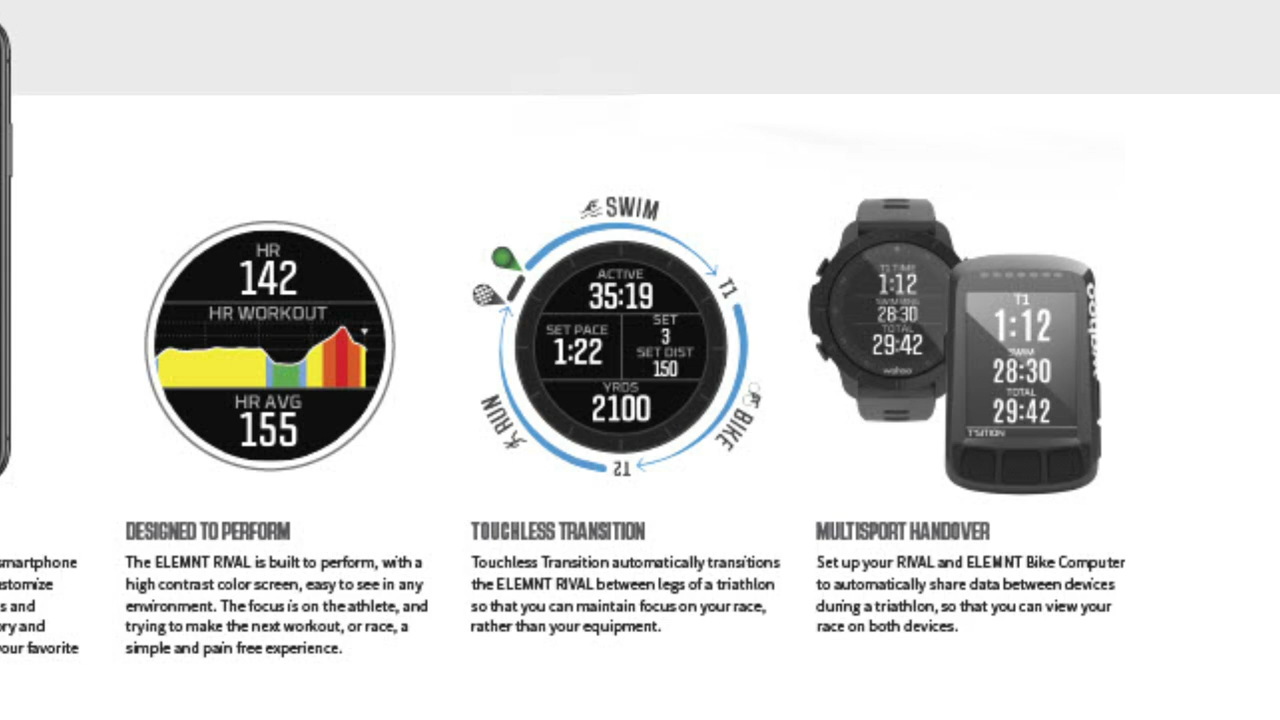 smartphone
stomize
s and
ry and
our favorite
HR
142
HR WORKOUT
HR AVG
155
DESIGNED TO PERFORM
The ELEMNT RIVAL is built to perform, with a
high contrast color screen, easy to see in any
environment. The focus is on the athlete, and
trying to make the next workout, or race, a
simple and pain free experience.
SWIM
T1
BIKE
T2
RUN
ACTIVE
35:19
SET PACE
1:22
SET
3
SET DIST
150
YRDS
2100
TOUCHLESS TRANSITION
Touchless Transition automatically transitions
the ELEMNT RIVAL between legs of a triathlon
so that you can maintain focus on your race,
rather than your equipment.
T1 TIME
1:12
28:30
TOTAL
29:42
wahoo
T1
1:12
SWIM
28:30
TOTAL
29:42
T'SITION
MULTISPORT HANDOVER
Set up your RIVAL and ELEMNT Bike Computer
to automatically share data between devices
during a triathlon, so that you can view your
race on both devices.